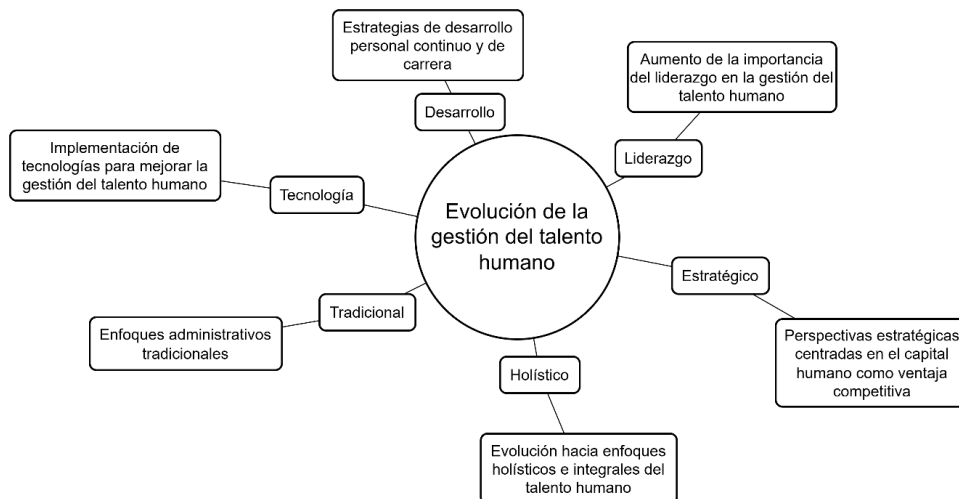 Estrategias de desarrollo
personal continuo y de
carrera
Desarrollo
Aumento de la importancia
del liderazgo en la gestión del
talento humano
Liderazgo
Implementación de
tecnologías para mejorar la
gestión del talento humano
Tecnología
Evolución de la
gestión del talento
humano
Estratégico
Perspectivas estratégicas
centradas en el capital
humano como ventaja
competitiva
Tradicional
Enfoques administrativos
tradicionales
Holístico
Evolución hacia enfoques
holísticos e integrales del
talento humano